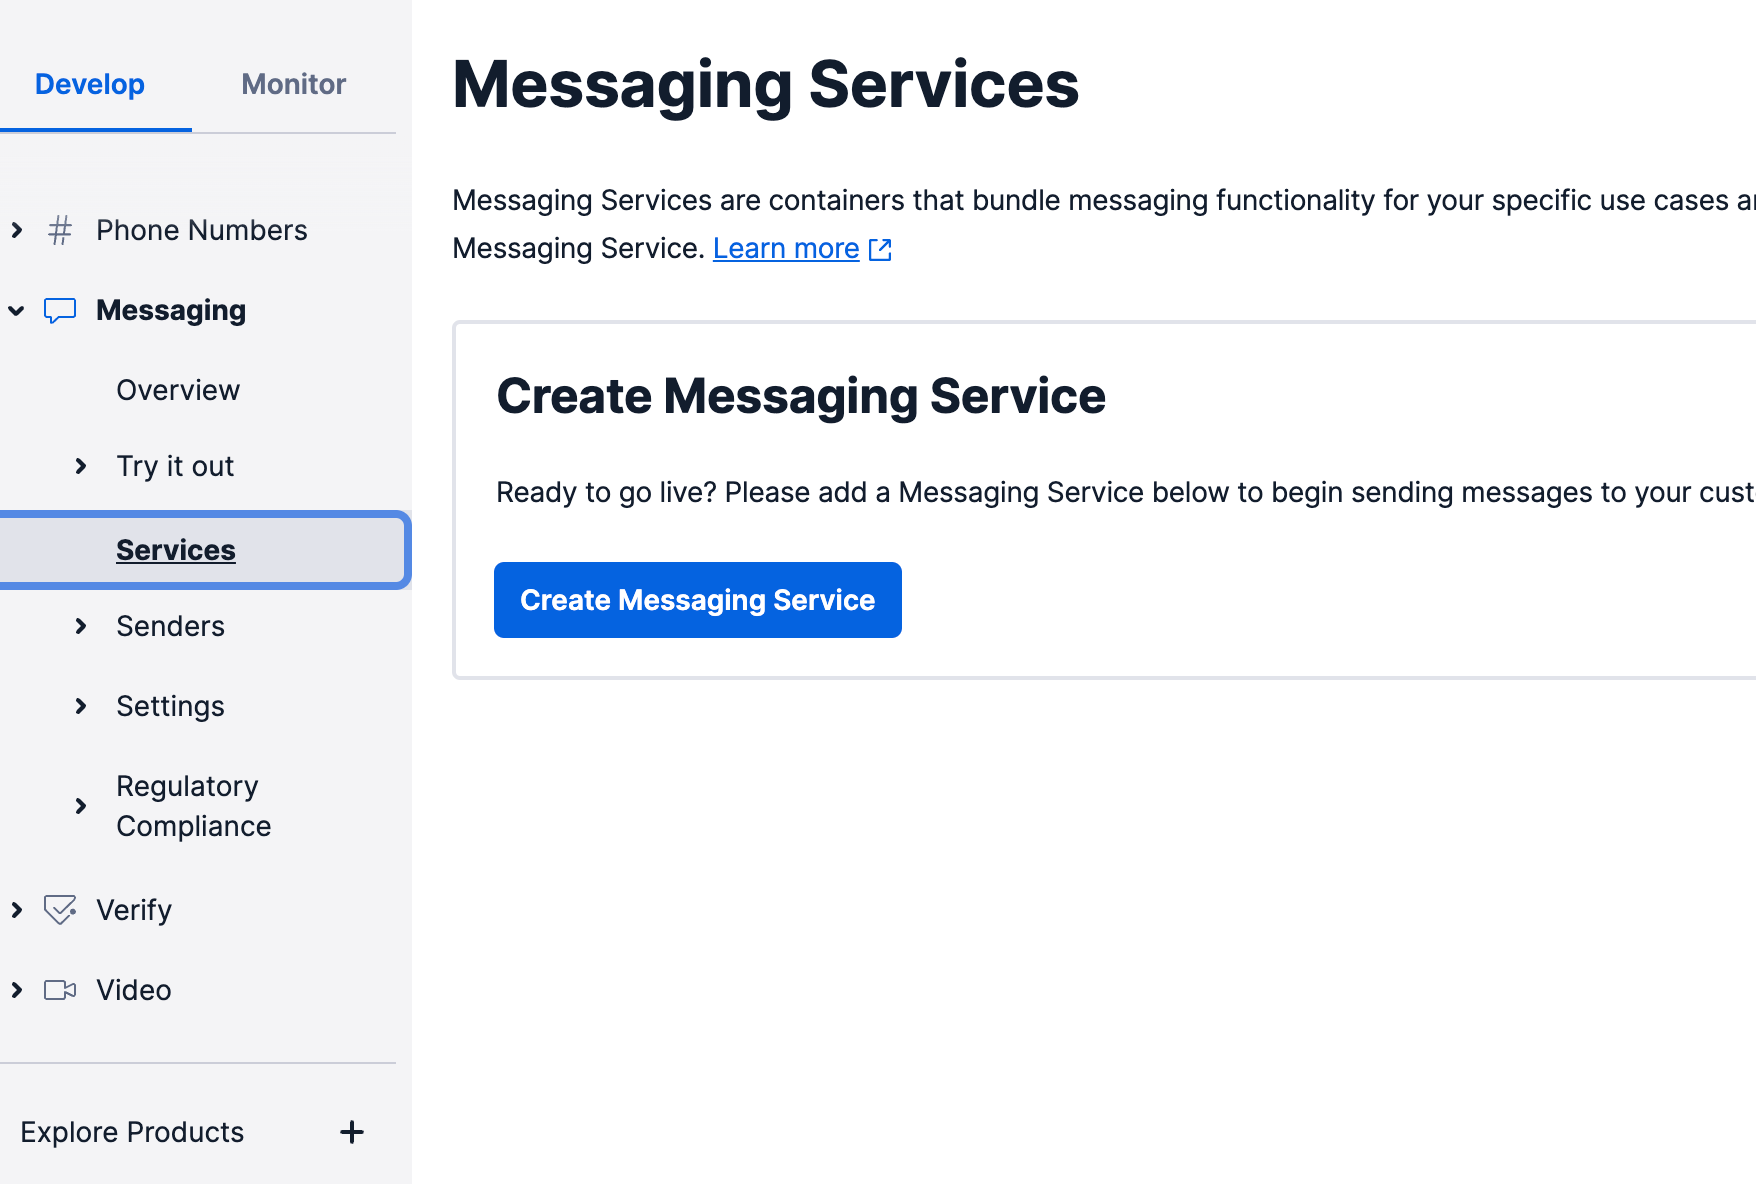 Develop
Monitor
Phone Numbers
Messaging
Overview
Try it out
Services
Senders
Settings
Regulatory
Compliance
Verify
Video
Explore Products
Messaging Services
Messaging Services are containers that bundle messaging functionality for your specific use cases
Messaging Service. Learn more
Create Messaging Service
Ready to go live? Please add a Messaging Service below to begin sending messages to your
Create Messaging Service